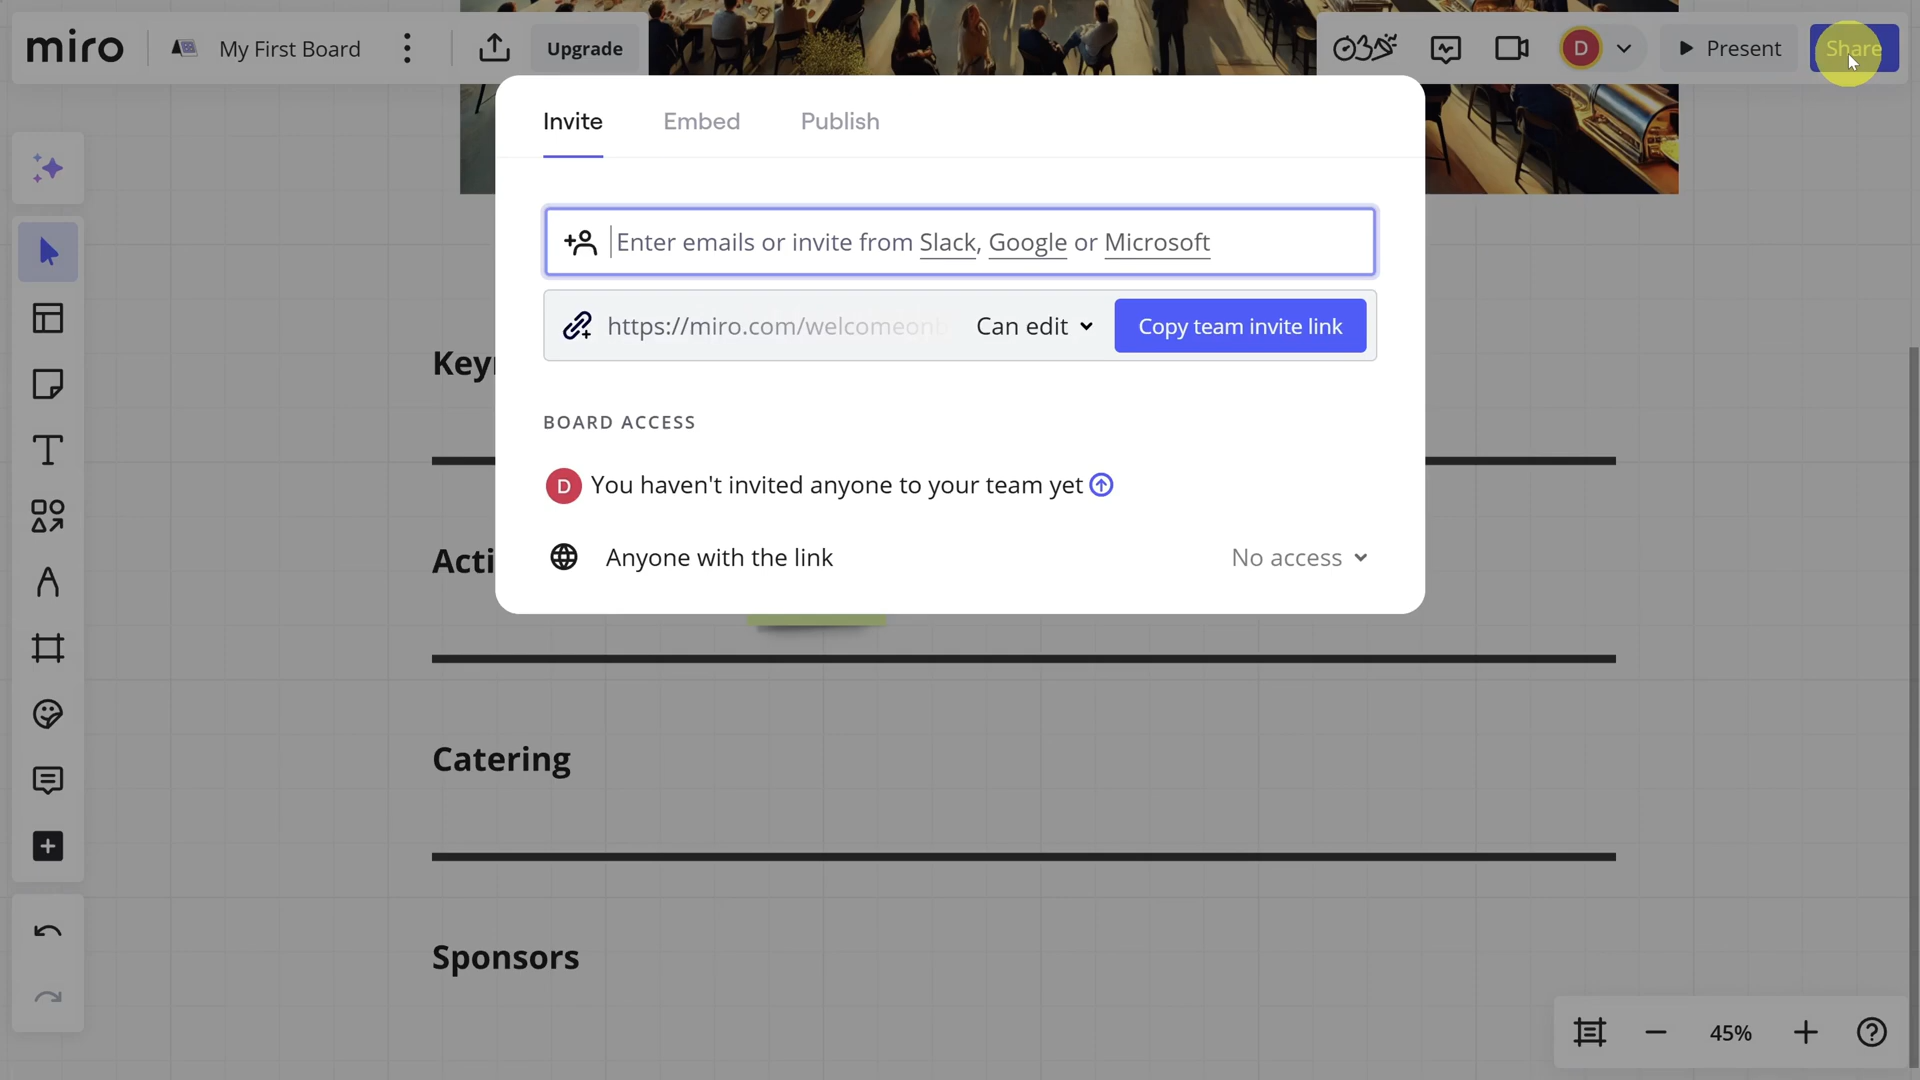 miro
My First Board
Upgrade
D
Present
Share
Invite
Embed
Publish
Enter emails or invite from Slack, Google or Microsoft
https://miro.com/welcomeonb
Can edit
Copy team invite link
BOARD ACCESS
D
You haven't invited anyone to your team yet
Anyone with the link
No access
Key
Acti
Catering
Sponsors
45%